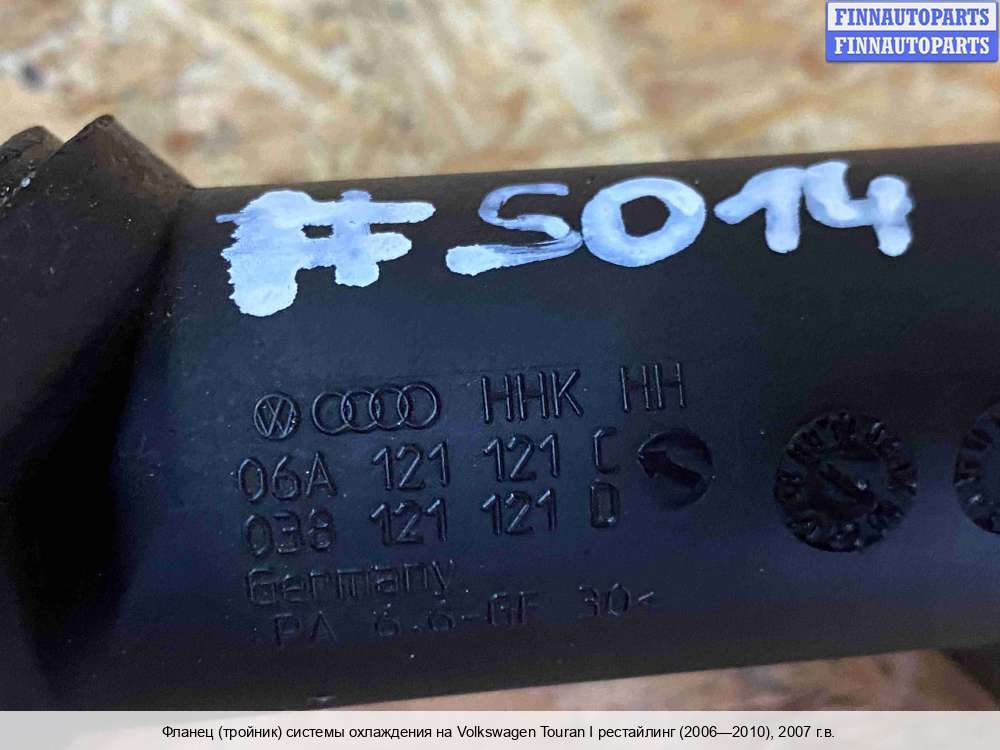 FINNAUTOPARTS
FINNAUTOPARTS
#5014
HHK HH
06A 121 121 C
038 121 121 D
Germany
>PA 6.6-GF 30<
Фланец (тройник) системы охлаждения на Volkswagen Touran I рестайлинг (2006—2010), 2007 г.в.